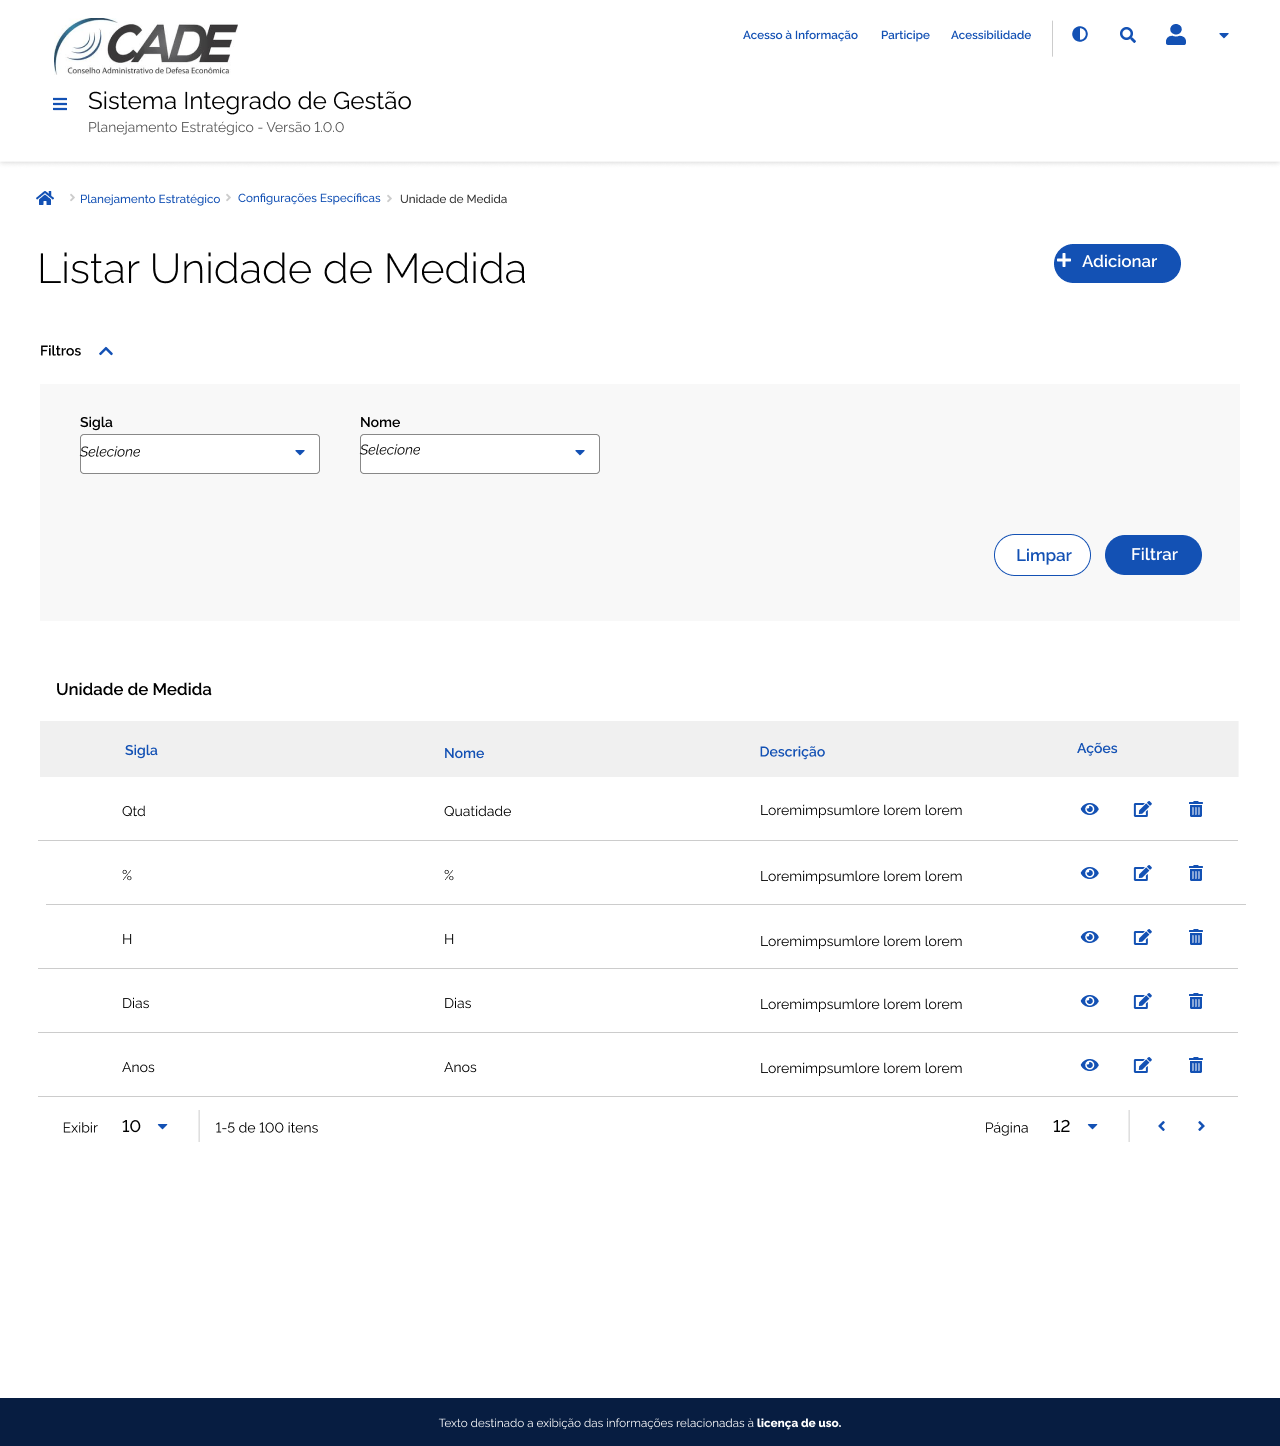 CADE
Conselho Administrativo de Defesa Econômica
Acesso à Informação Participe Acessibilidade
Sistema Integrado de Gestão
Planejamento Estratégico - Versão 1.0.0
Planejamento Estratégico Configurações Específicas Unidade de Medida
Listar Unidade de Medida
Adicionar
Filtros
Sigla Nome
Selecione Selecione
Limpar Filtrar
Unidade de Medida
Sigla Nome Descrição Ações
Qtd Quatidade Loremimpsumlore lorem lorem
% % Loremimpsumlore lorem lorem
H H Loremimpsumlore lorem lorem
Dias Dias Loremimpsumlore lorem lorem
Anos Anos Loremimpsumlore lorem lorem
Exibir 10 1-5 de 100 itens Página 12
Texto destinado a exibição das informações relacionadas à licença de uso.